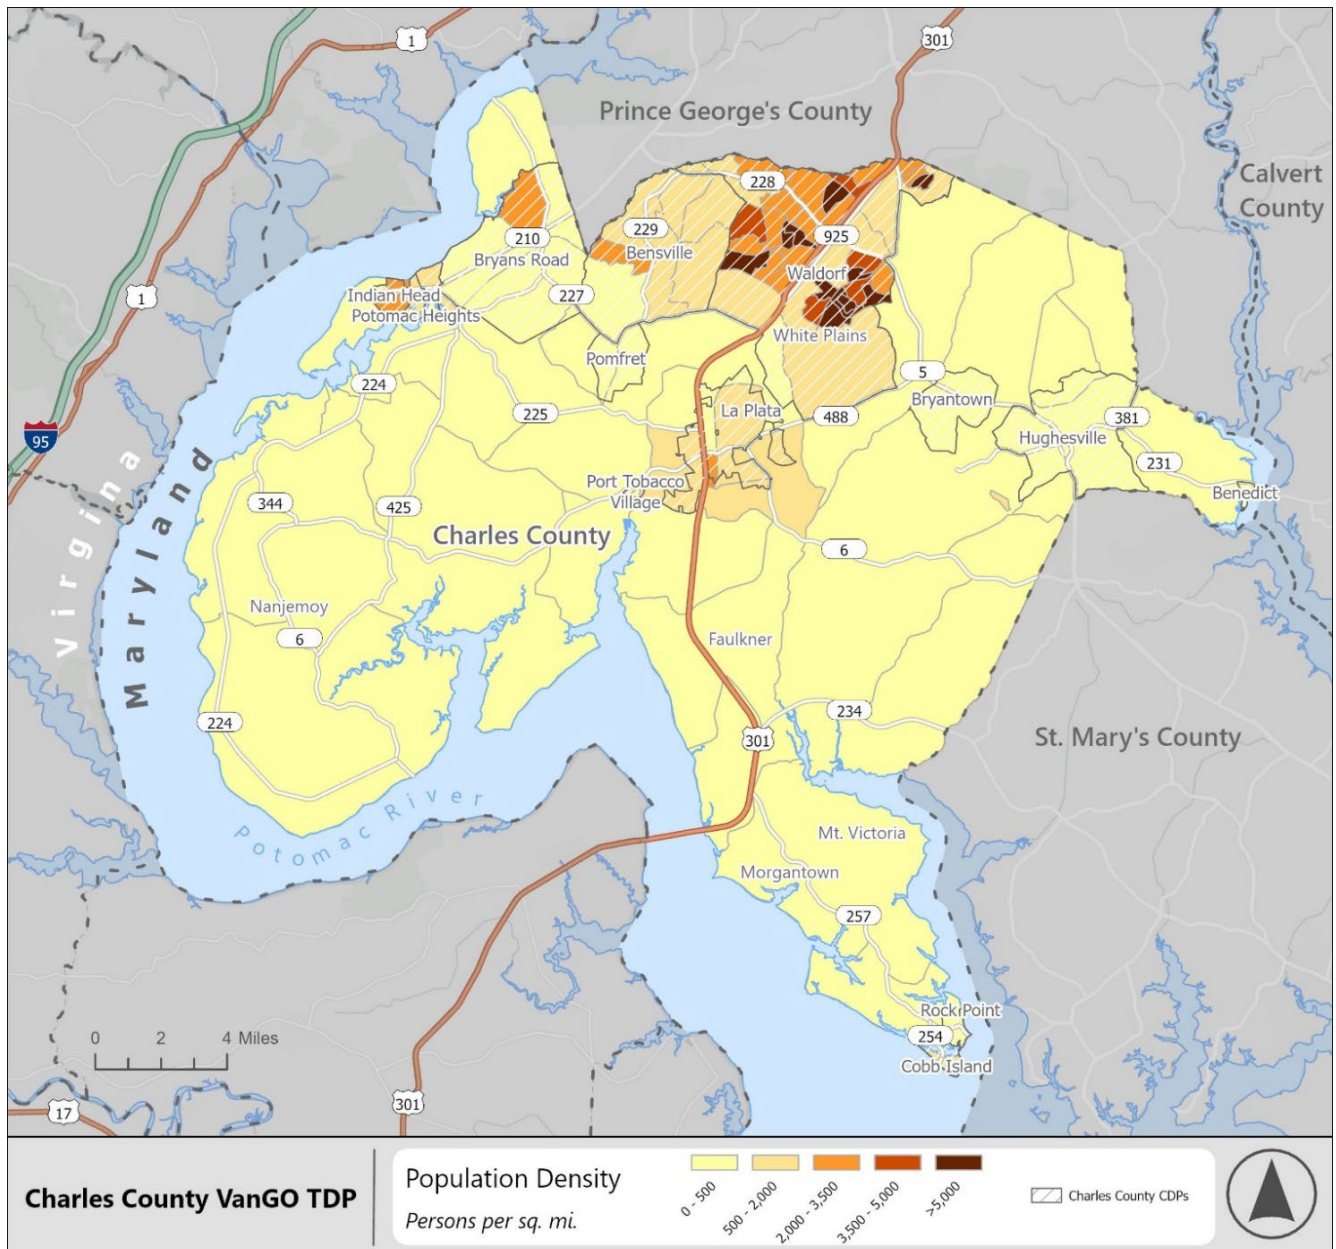 1
301
Prince George's County
Calvert
County
228
229
925
210
Bensville
Bryans Road
Waldorf
1
227
Indian Head
Potomac Heights
White Plains
Pomfret
5
224
Bryantown
225
La Plata
488
381
95
Hughesville
231
Port Tobacco
Village
Benedict
344
425
Charles County
6
Virginia
Maryland
Nanjemoy
6
Faulkner
224
234
301
St. Mary's County
Potomac River
Mt. Victoria
Morgantown
257
Rock Point
254
0 2 4 Miles
Cobb Island
17
301
Charles County VanGO TDP
Population Density
Persons per sq. mi.
0 - 500
500 - 2,000
2,000 - 3,500
3,500 - 5,000
>5,000
Charles County CDPs